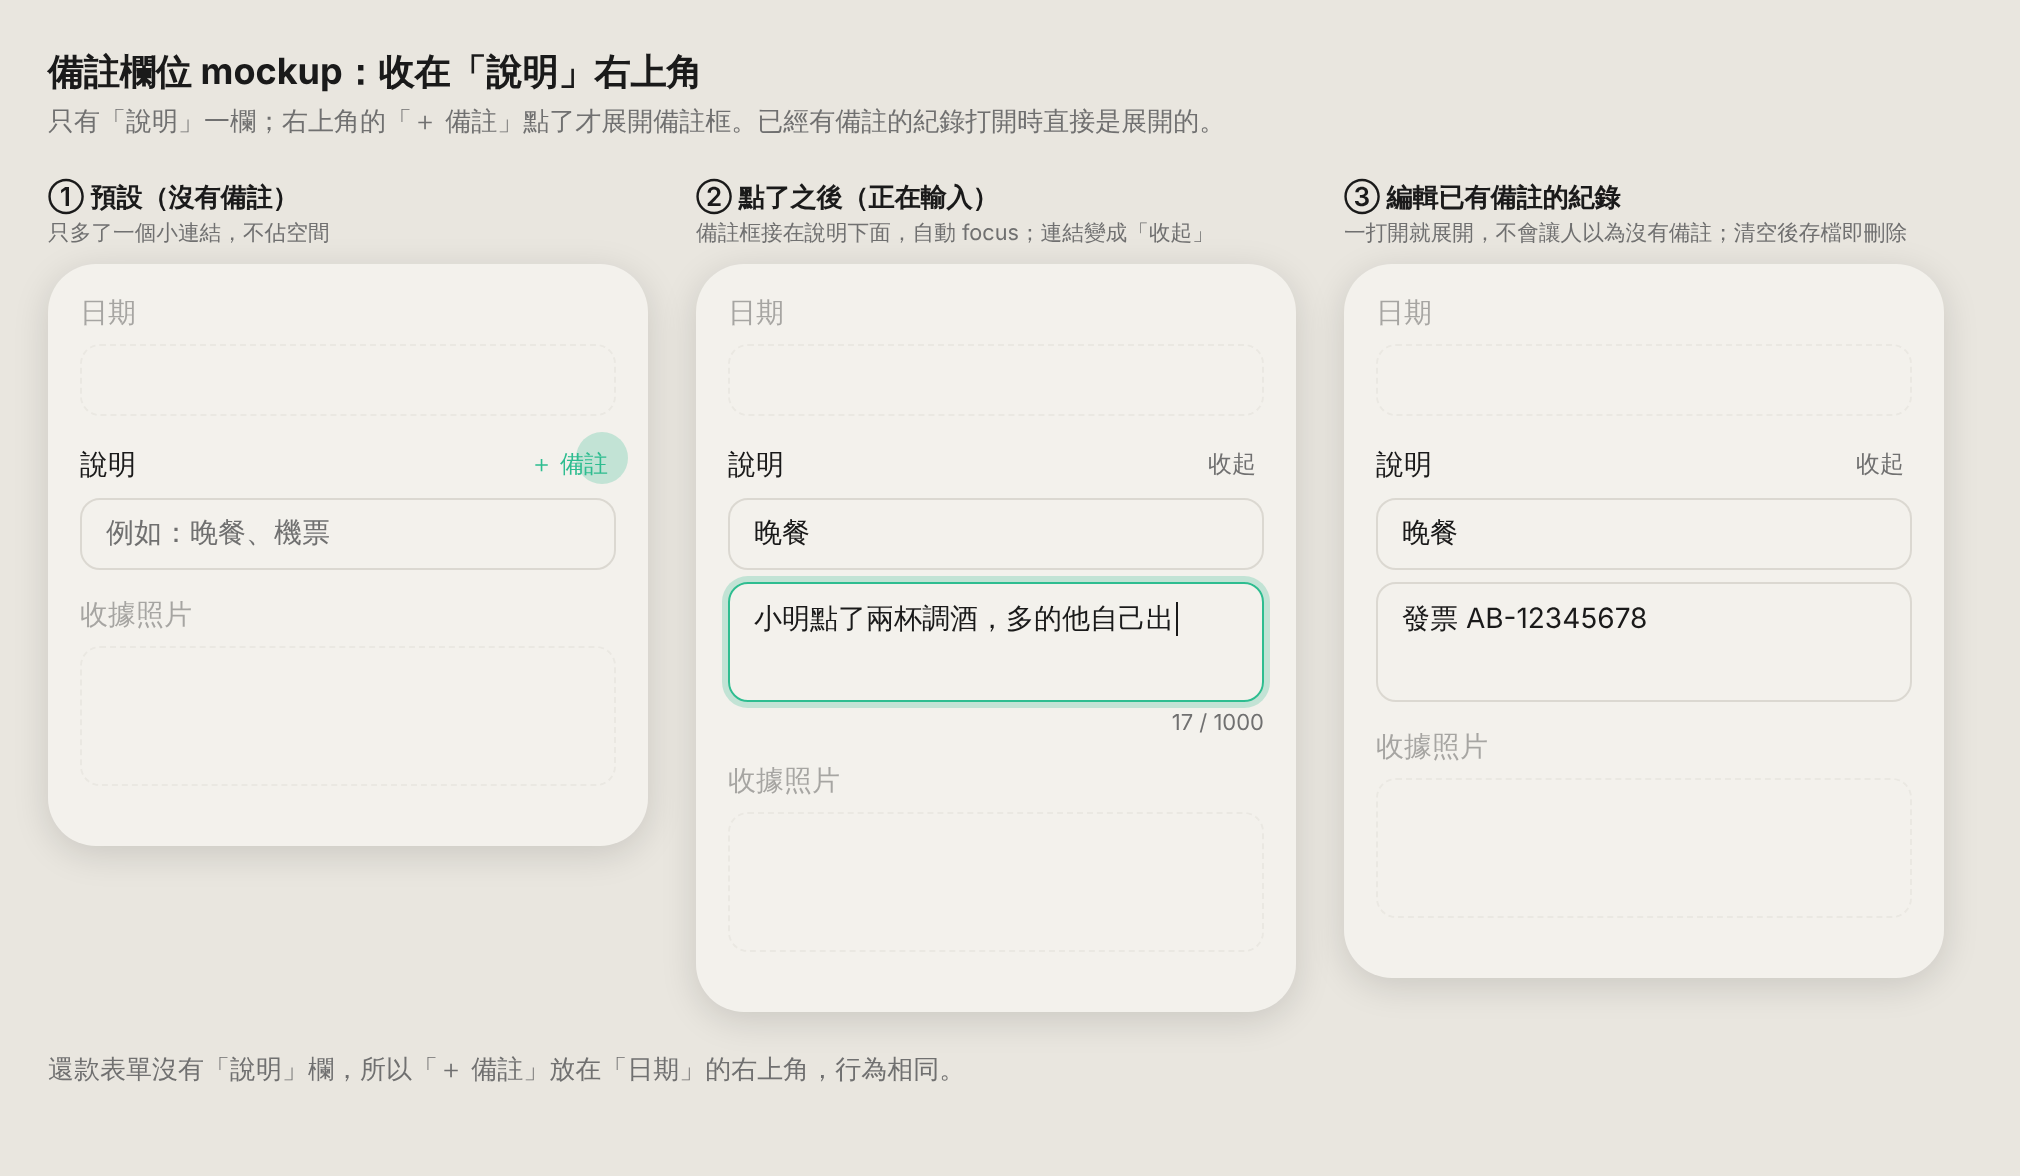 備註欄位 mockup：收在「說明」右上角
只有「說明」一欄；右上角的「+ 備註」點了才展開備註框。已經有備註的紀錄打開時直接是展開的。
① 預設（沒有備註）
只多了一個小連結，不佔空間
日期
說明
+ 備註
例如：晚餐、機票
收據照片
② 點了之後（正在輸入）
備註框接在說明下面，自動 focus；連結變成「收起」
日期
說明
收起
晚餐
小明點了兩杯調酒，多的他自己出
17 / 1000
收據照片
③ 編輯已有備註的紀錄
一打開就展開，不會讓人以為沒有備註；清空後存檔即刪除
日期
說明
收起
晚餐
發票 AB-12345678
收據照片
還款表單沒有「說明」欄，所以「+ 備註」放在「日期」的右上角，行為相同。